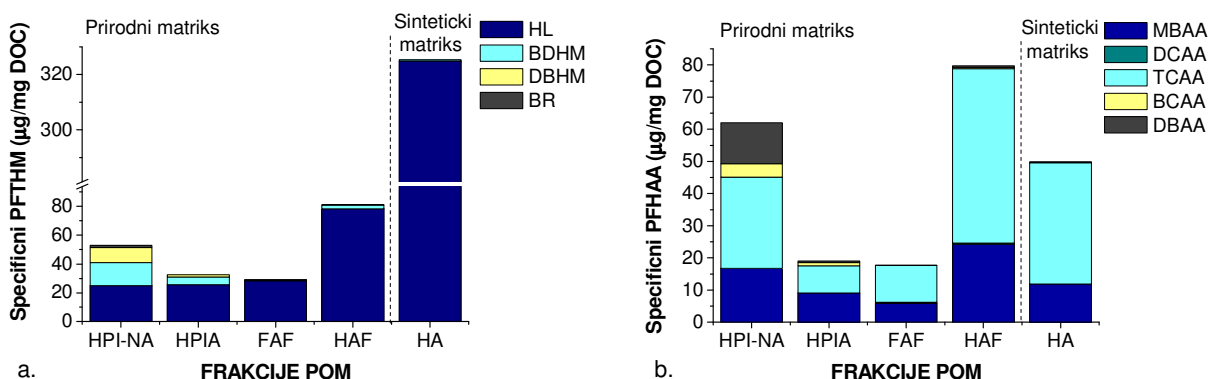 Prirodni matriks
Sinteticki
matriks
HL
BDHM
DBHM
BR
Specificni PFTHM (µg/mg DOC)
320
300
80
60
40
20
0
HPI-NA HPIA FAF HAF HA
a. FRAKCIJE POM
Prirodni matriks
Sinteticki
matriks
MBAA
DCAA
TCAA
BCAA
DBAA
Specificni PFHAA (µg/mg DOC)
80
70
60
50
40
30
20
10
0
HPI-NA HPIA FAF HAF HA
b. FRAKCIJE POM